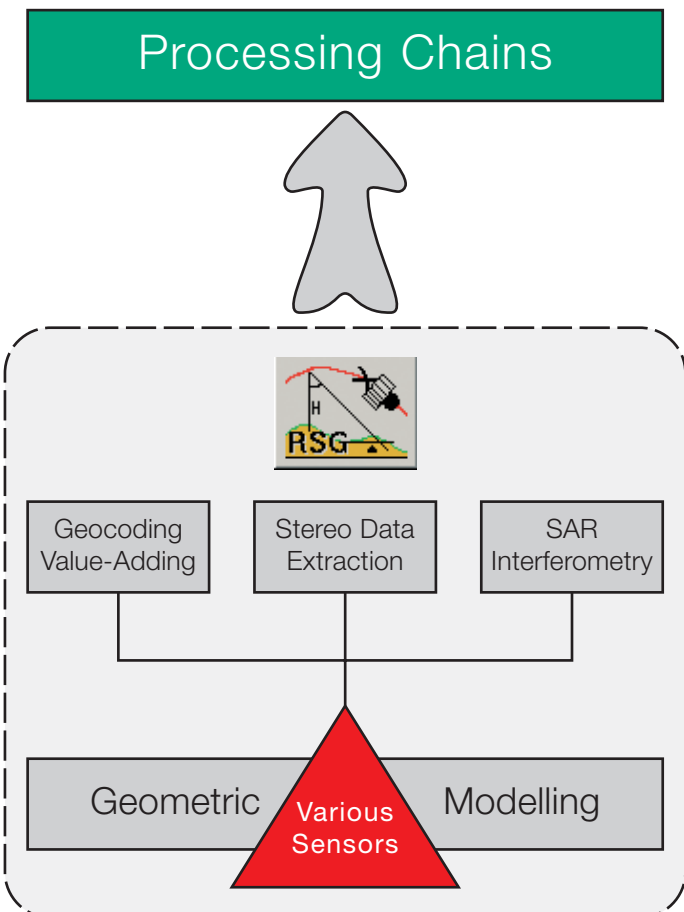 Processing Chains
H
RSG
Geocoding
Value-Adding
Stereo Data
Extraction
SAR
Interferometry
Geometric
Modelling
Various
Sensors